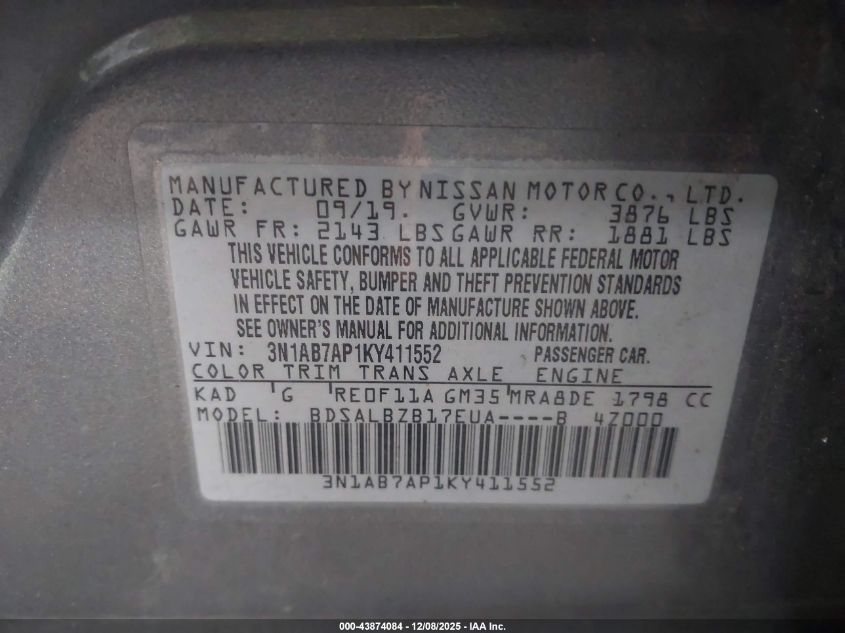 MANUFACTURED BY NISSAN MOTOR CO., LTD.
DATE: 09/19. GVWR: 3876 LBS
GAWR FR: 2143 LBS GAWR RR: 1881 LBS
THIS VEHICLE CONFORMS TO ALL APPLICABLE FEDERAL MOTOR
VEHICLE SAFETY, BUMPER AND THEFT PREVENTION STANDARDS
IN EFFECT ON THE DATE OF MANUFACTURE SHOWN ABOVE.
SEE OWNER'S MANUAL FOR ADDITIONAL INFORMATION.
VIN: 3N1AB7AP1KY411552 PASSENGER CAR.
COLOR TRIM TRANS AXLE ENGINE
KAD G RE0F11A GM35 MRA8DE 1798 CC
MODEL: BDSALBZB17EUA----B 4Z000
3N1AB7AP1KY411552
000-43874084 - 12/08/2025 - IAA Inc.